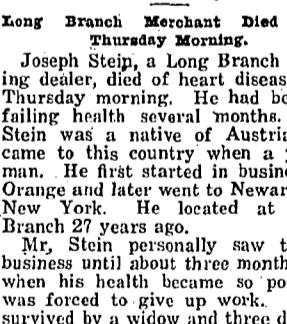 Long Branch Merchant Died
Thursday Morning.
Joseph Stein, a Long Branch
ing dealer, died of heart diseas
Thursday morning. He had be
failing health several months.
Stein was a native of Austria
came to this country when a
man. He first started in busin
Orange and later went to Newar
New York. He located at
Branch 27 years ago.
Mr. Stein personally saw t
business until about three month
when his health became so po
was forced to give up work.
survived by a widow and three d